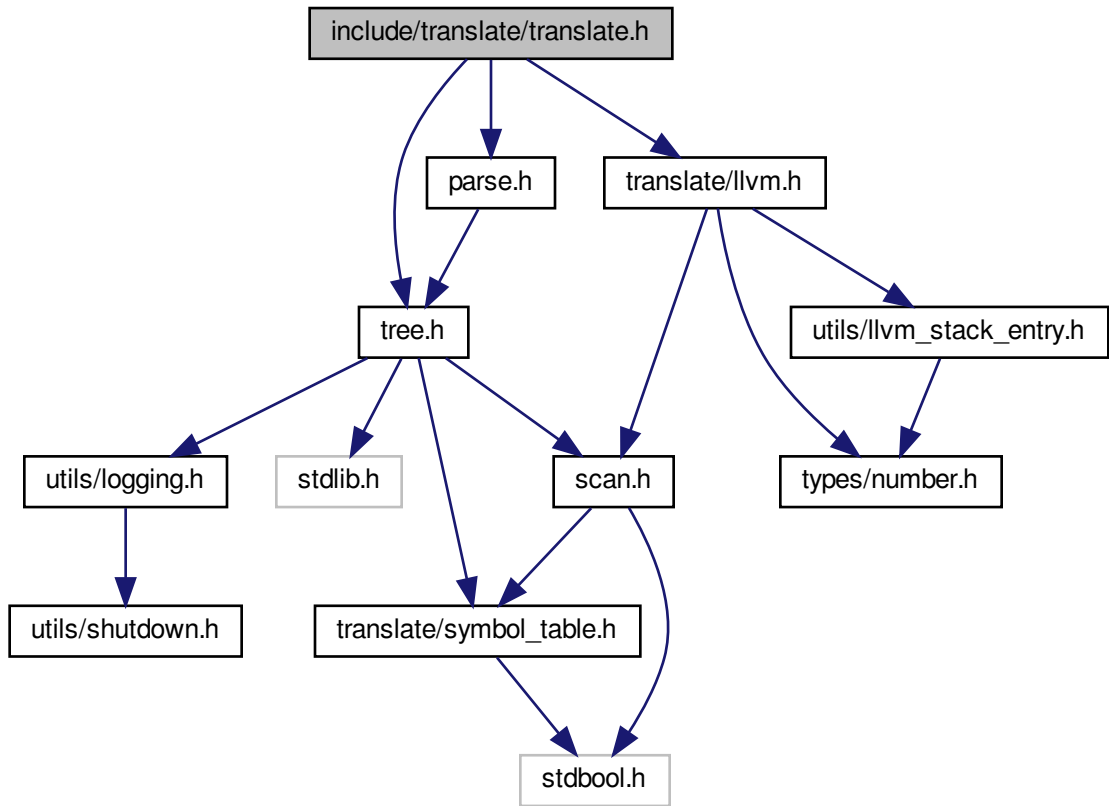 include/translate/translate.h
parse.h
translate/llvm.h
tree.h
utils/llvm_stack_entry.h
utils/logging.h
stdlib.h
scan.h
types/number.h
utils/shutdown.h
translate/symbol_table.h
stdbool.h